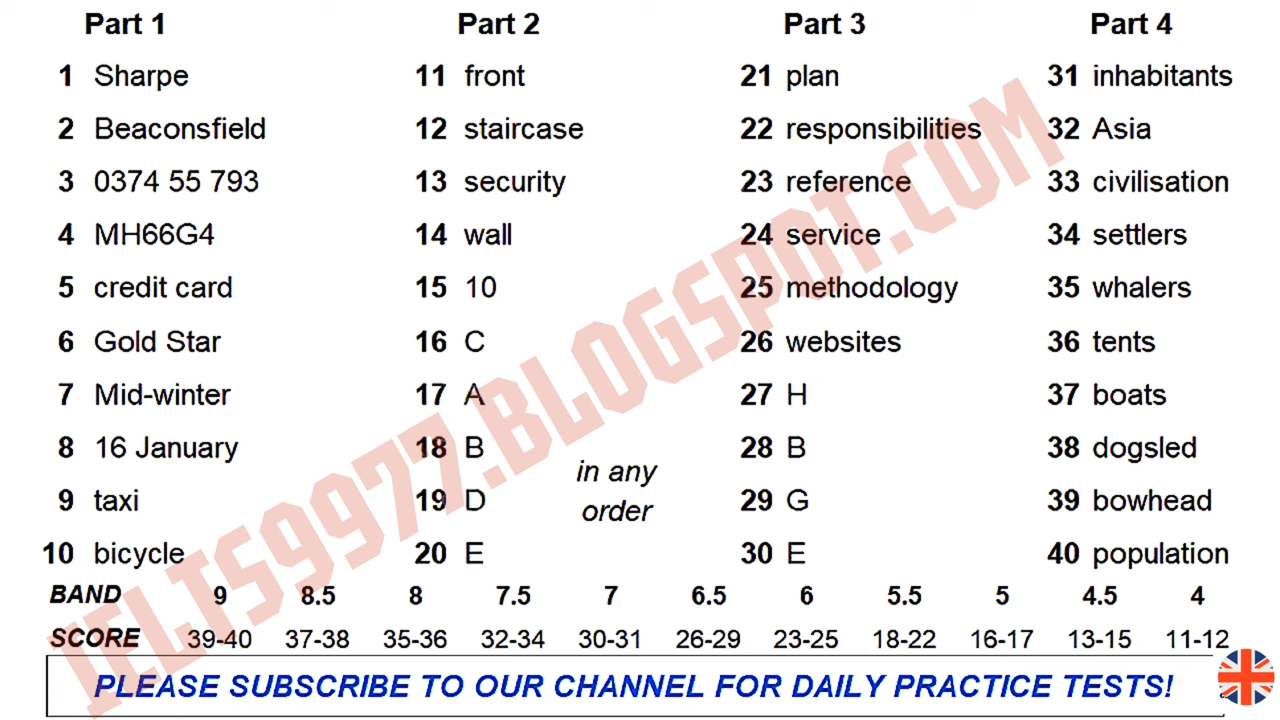 Part 1 Part 2 Part 3 Part 4
1 Sharpe 11 front 21 plan 31 inhabitants
2 Beaconsfield 12 staircase 22 responsibilities 32 Asia
3 0374 55 793 13 security 23 reference 33 civilisation
4 MH66G4 14 wall 24 service 34 settlers
5 credit card 15 10 25 methodology 35 whalers
6 Gold Star 16 C 26 websites 36 tents
7 Mid-winter 17 A 27 H 37 boats
8 16 January 18 B 28 B 38 dogsled
9 taxi 19 D in any order 29 G 39 bowhead
10 bicycle 20 E 30 E 40 population
BAND 9 8.5 8 7.5 7 6.5 6 5.5 5 4.5 4
SCORE 39-40 37-38 35-36 32-34 30-31 26-29 23-25 18-22 16-17 13-15 11-12
PLEASE SUBSCRIBE TO OUR CHANNEL FOR DAILY PRACTICE TESTS!
IELTS9977.BLOGSPOT.COM